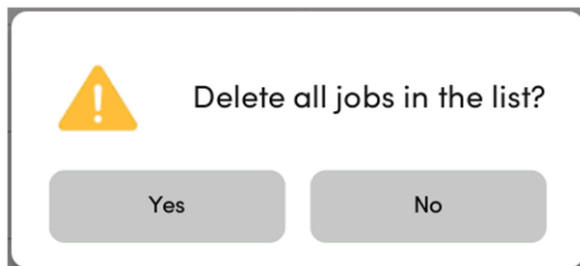 Delete all jobs in the list?
Yes
No